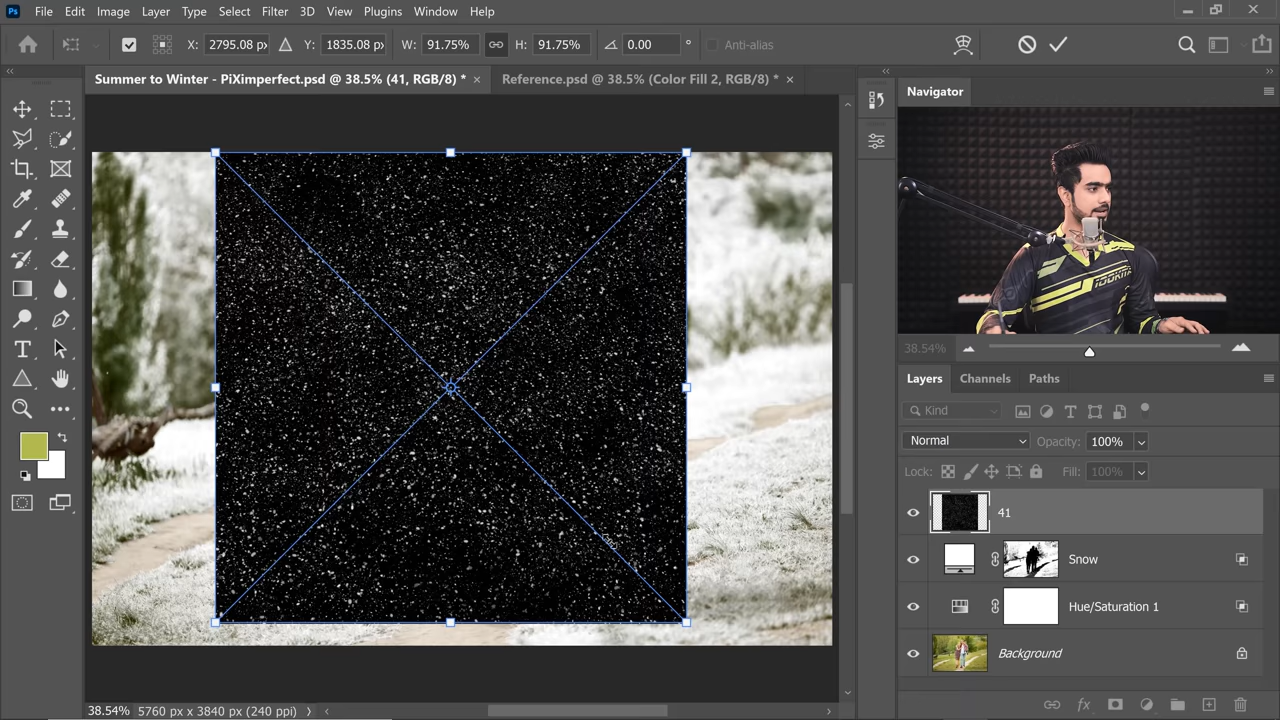 Ps File Edit Image Layer Type Select Filter 3D View Plugins Window Help
X: 2795.08 px Y: 1835.08 px W: 91.75% H: 91.75% 0.00 ° Anti-alias
Summer to Winter - PiXimperfect.psd @ 38.5% (41, RGB/8) * × Reference.psd @ 38.5% (Color Fill 2, RGB/8) * ×
Navigator
38.54%
Layers Channels Paths
Kind
Normal Opacity: 100%
Lock: Fill: 100%
41
Snow
Hue/Saturation 1
Background
38.54% 5760 px x 3840 px (240 ppi)